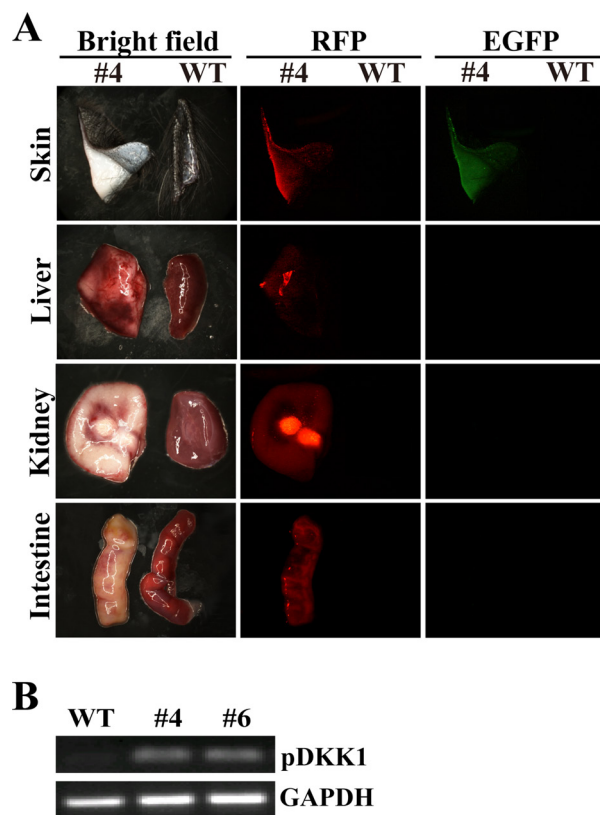 A
Bright field RFP EGFP
#4 WT #4 WT #4 WT
Skin
Liver
Kidney
Intestine
B
WT #4 #6
pDKK1
GAPDH